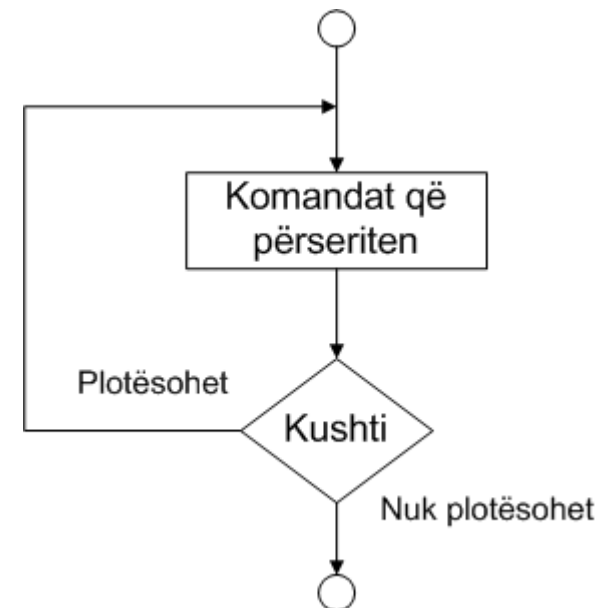 Komandat që
përseriten
Plotësohet
Kushti
Nuk plotësohet